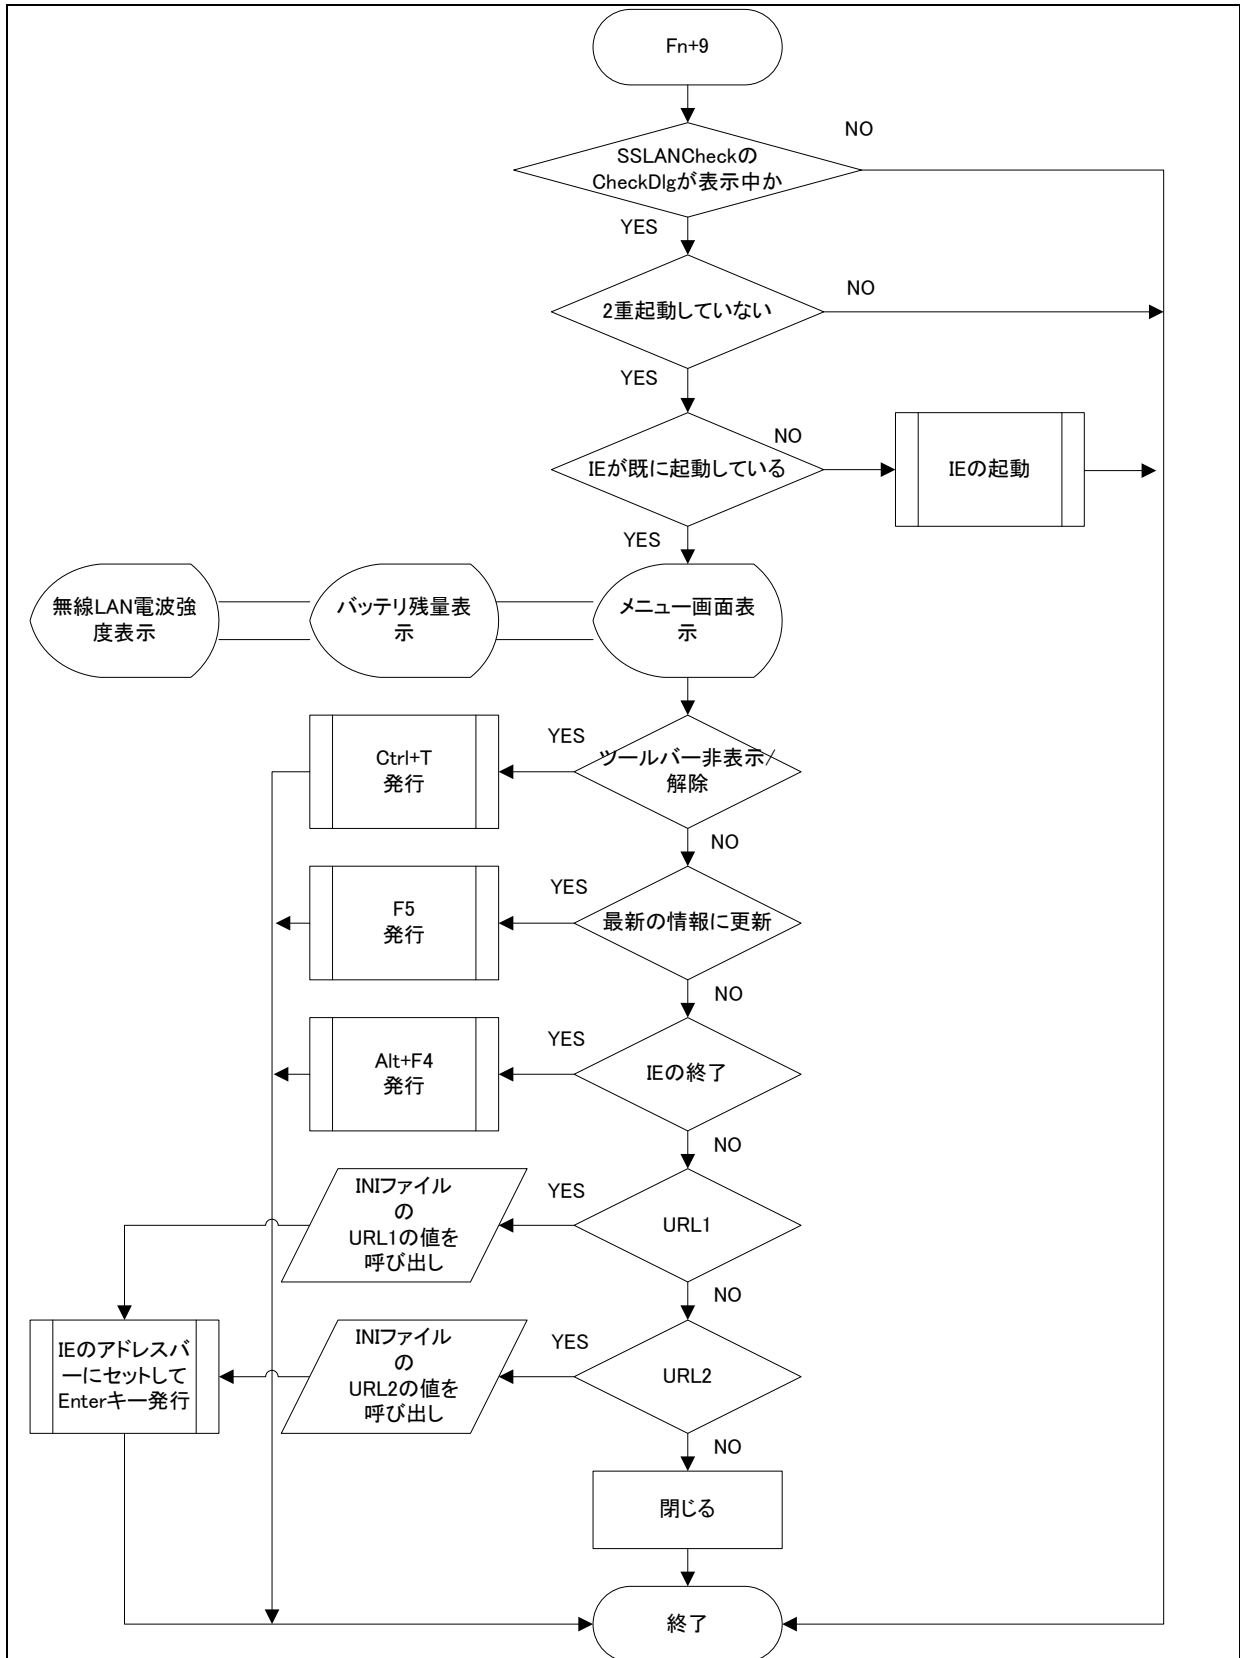 Fn+9
NO
SSLANCheckの
CheckDlgが表示中か
YES
2重起動していない
NO
YES
NO
IEが既に起動している
IEの起動
YES
無線LAN電波強
度表示
バッテリ残量表
示
メニュー画面表
示
Ctrl+T
発行
YES
ツールバー非表示/
解除
NO
F5
発行
YES
最新の情報に更新
NO
Alt+F4
発行
YES
IEの終了
NO
INIファイル
の
URL1の値を
呼び出し
YES
URL1
NO
IEのアドレスバ
ーにセットして
Enterキー発行
INIファイル
の
URL2の値を
呼び出し
YES
URL2
NO
閉じる
終了